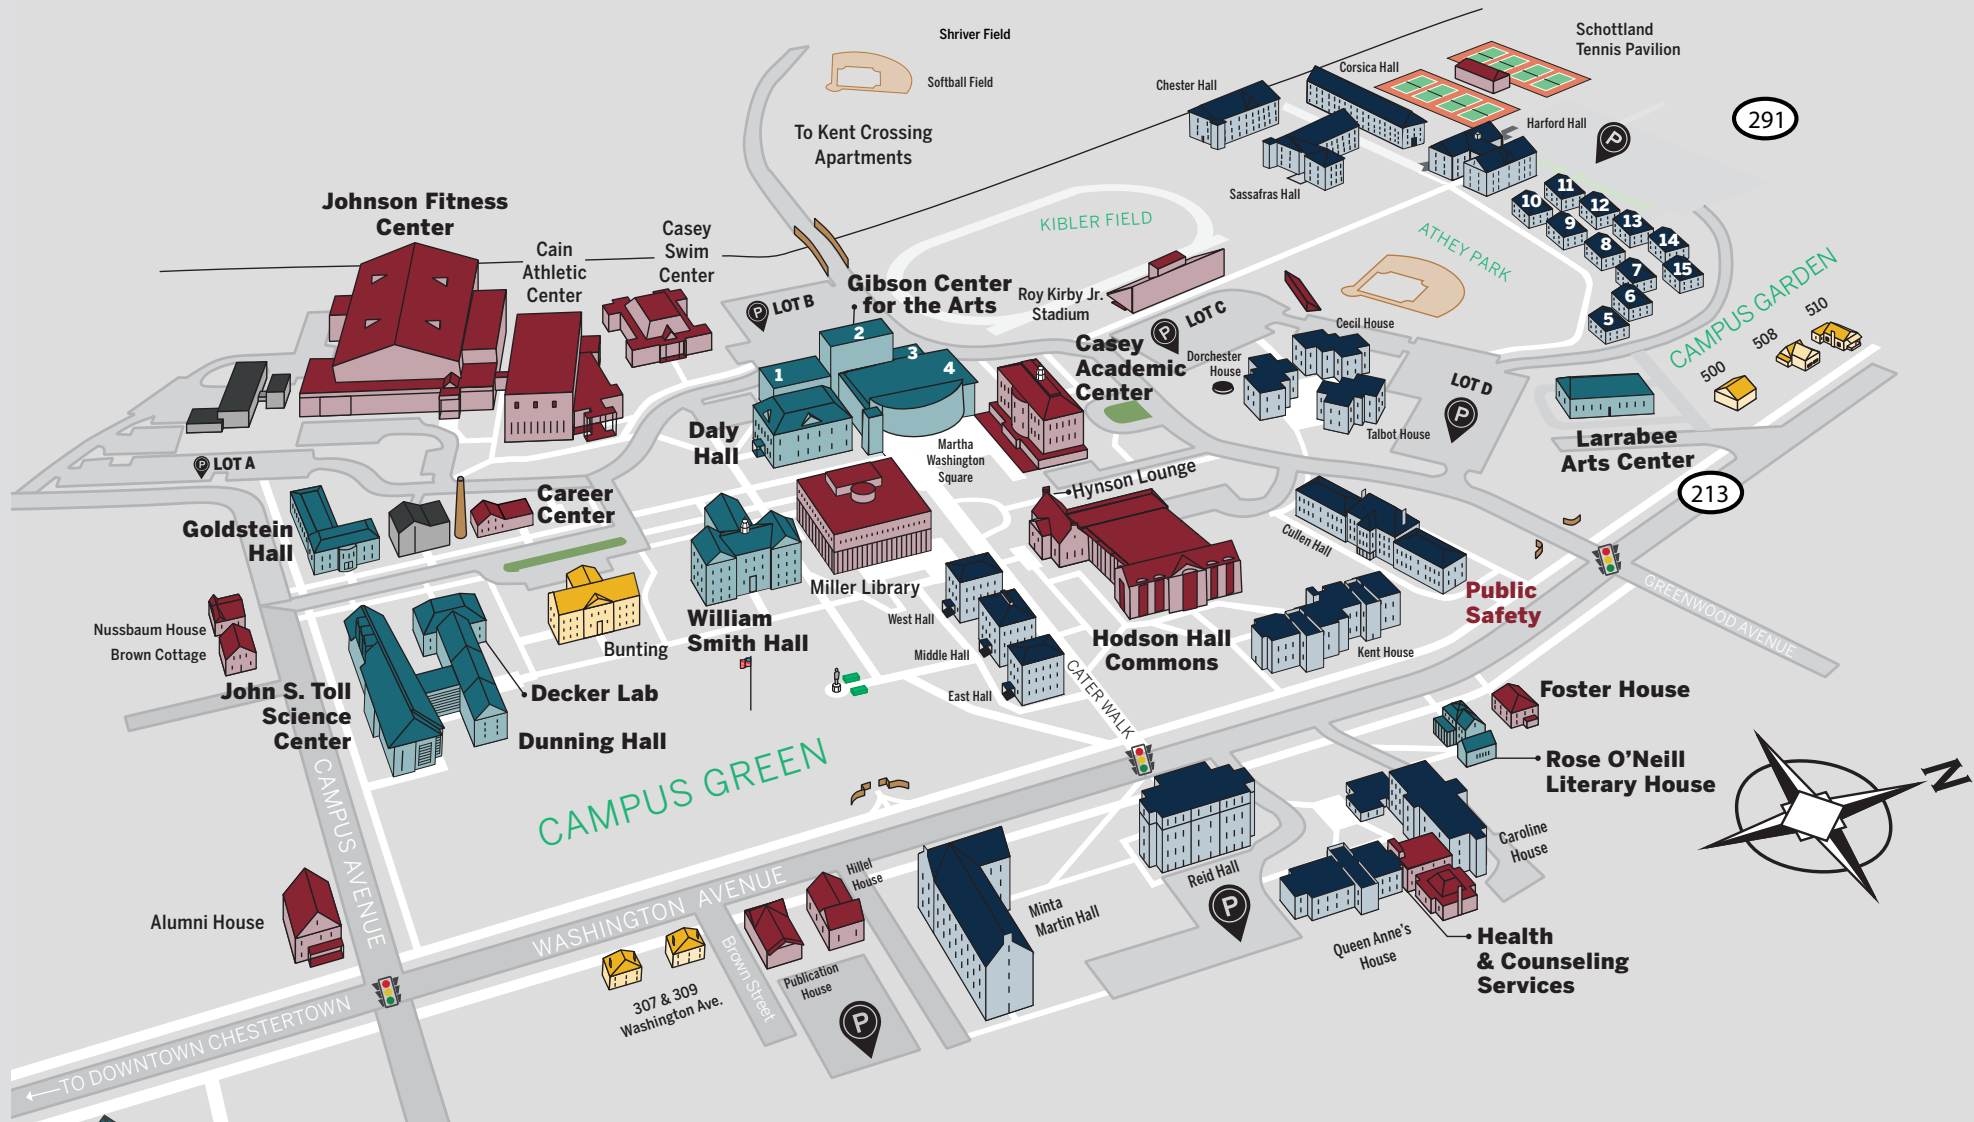 Shriver Field
Softball Field
To Kent Crossing
Apartments
Schottland
Tennis Pavilion
Corsica Hall
Chester Hall
Harford Hall
P
291
Sassafras Hall
KIBLER FIELD
ATHEY PARK
11
10
12
9
13
8
14
7
15
6
5
CAMPUS GARDEN
510
508
500
Johnson Fitness
Center
Cain
Athletic
Center
Casey
Swim
Center
P
LOT B
Gibson Center
for the Arts
Roy Kirby Jr.
Stadium
P
LOT C
Cecil House
Casey
Academic
Center
Dorchester
House
LOT D
P
Talbot House
Larrabee
Arts Center
213
1
2
3
4
Daly
Hall
Martha
Washington
Square
Hynson Lounge
P
LOT A
Goldstein
Hall
Career
Center
Cullen Hall
Miller Library
William
Smith Hall
Bunting
West Hall
Middle Hall
East Hall
Hodson Hall
Commons
Kent House
Public
Safety
GREENWOOD AVENUE
CATER WALK
Nussbaum House
Brown Cottage
John S. Toll
Science
Center
Decker Lab
Dunning Hall
Foster House
Rose O'Neill
Literary House
N
CAMPUS GREEN
CAMPUS AVENUE
WASHINGTON AVENUE
Hillel
House
Alumni House
Reid Hall
P
Caroline
House
Minta
Martin Hall
Queen Anne's
House
Health
& Counseling
Services
Brown Street
Publication
House
P
307 & 309
Washington Ave.
TO DOWNTOWN CHESTERTOWN